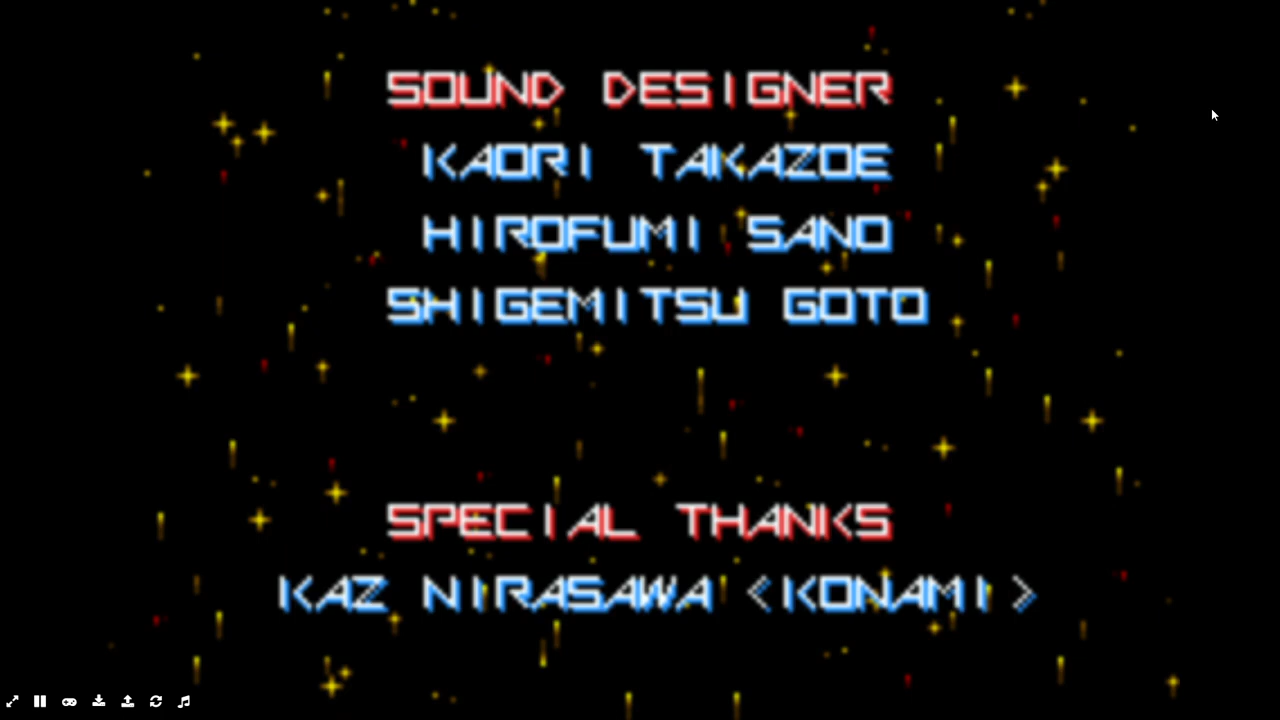 SOUND DESIGNER
KAORI TAKAZOE
HIROFUMI SANO
SHIGEMITSU GOTO
SPECIAL THANKS
KAZ NIRASAWA <KONAMI>